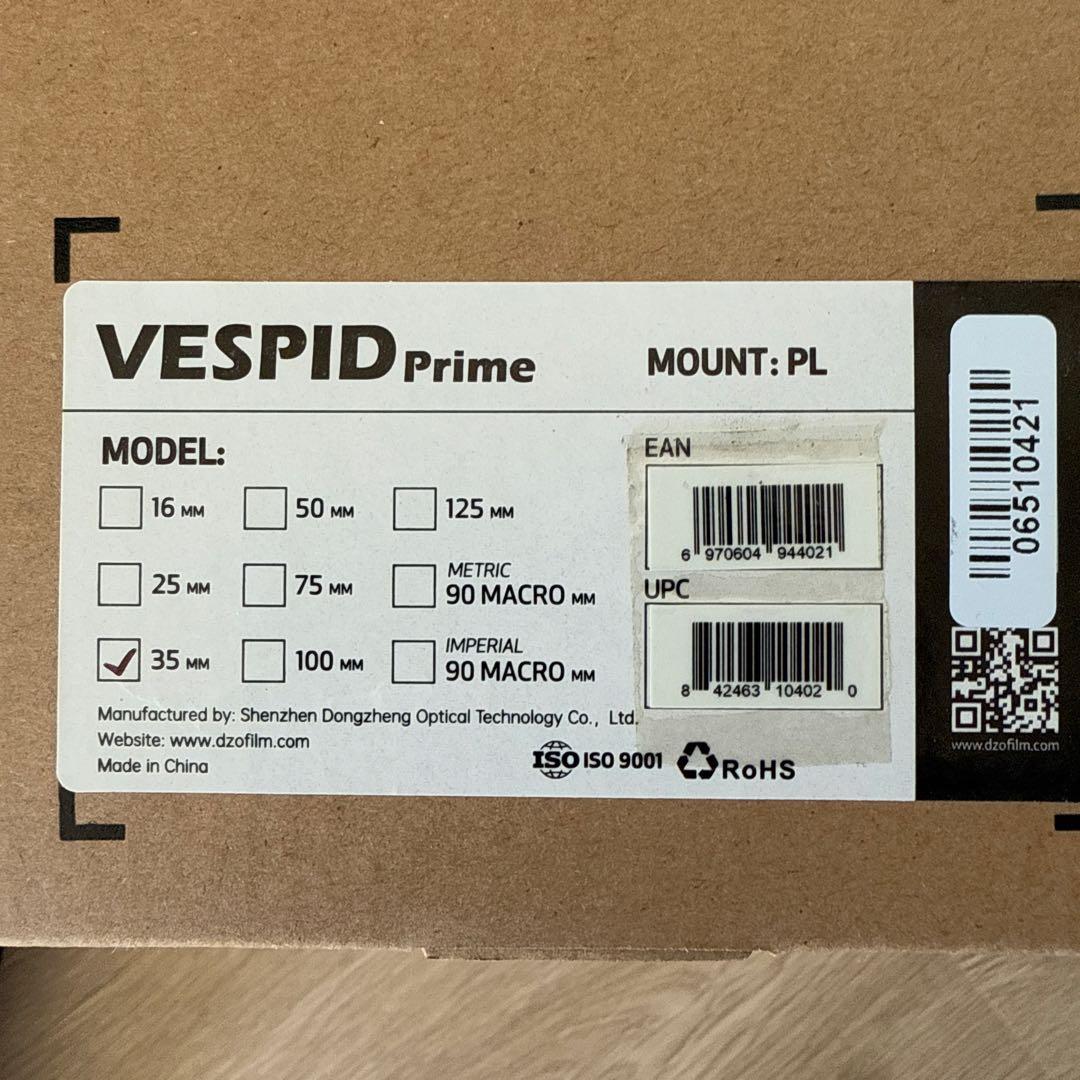 VESPID Prime
MOUNT: PL
MODEL:
16 MM
50 MM
125 MM
25 MM
75 MM
METRIC
90 MACRO MM
35 MM
100 MM
IMPERIAL
90 MACRO MM
EAN
6 970604 944021
UPC
8 42463 10402 0
Manufactured by: Shenzhen Dongzheng Optical Technology Co., Ltd.
Website: www.dzofilm.com
Made in China
ISO ISO 9001
RoHS
06510421
www.dzofilm.com